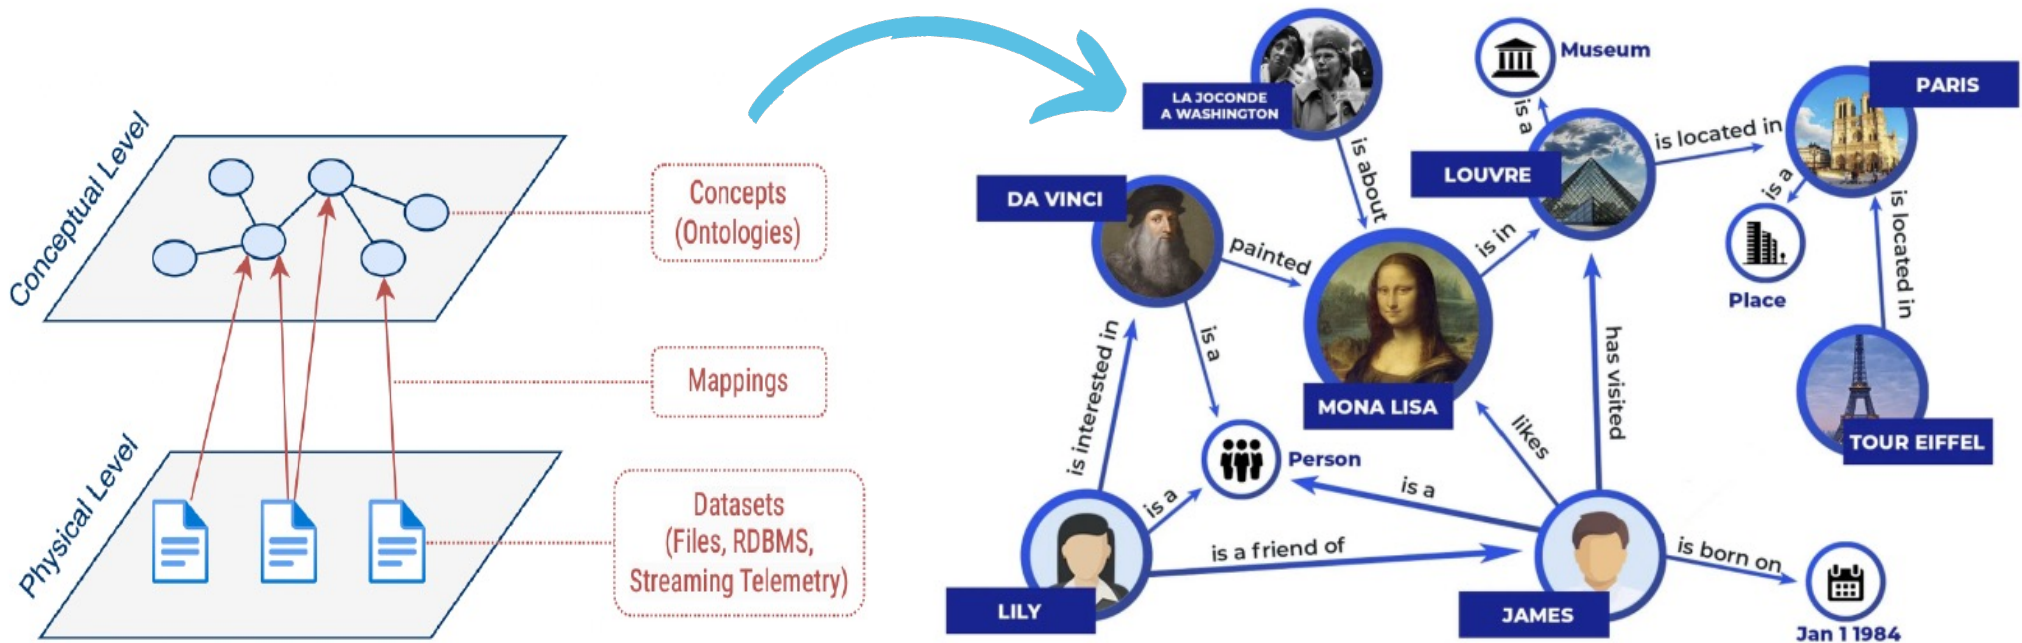 Conceptual Level
Concepts
(Ontologies)
Mappings
Physical Level
Datasets
(Files, RDBMS,
Streaming Telemetry)
LA JOCONDE
A WASHINGTON
is about
Museum
is a
LOUVRE
is located in
PARIS
is a
Place
is located in
TOUR EIFFEL
DA VINCI
painted
is in
MONA LISA
is interested in
is a
likes
has visited
Person
is a
is a
is a friend of
LILY
JAMES
is born on
Jan 1 1984